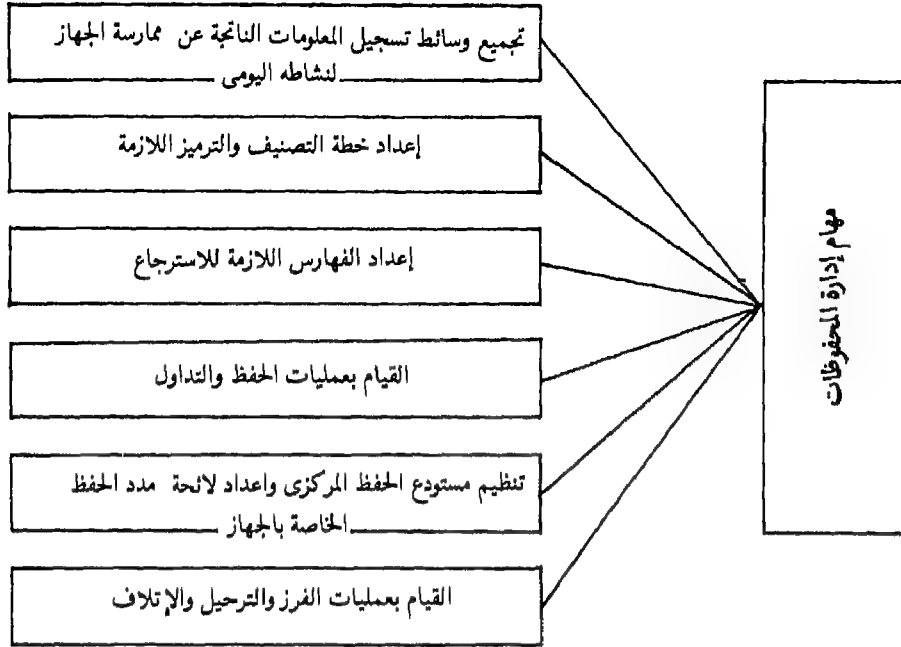 مهام إدارة المحفوظات
تجميع وسائط تسجيل المعلومات الناتجة عن ممارسة الجهاز
لنشاطه اليومى
إعداد خطة التصنيف والترميز اللازمة
إعداد الفهارس اللازمة للاسترجاع
القيام بعمليات الحفظ والتداول
تنظيم مستودع الحفظ المركزى واعداد لائحة مدد الحفظ
الخاصة بالجهاز
القيام بعمليات الفرز والترحيل والإتلاف